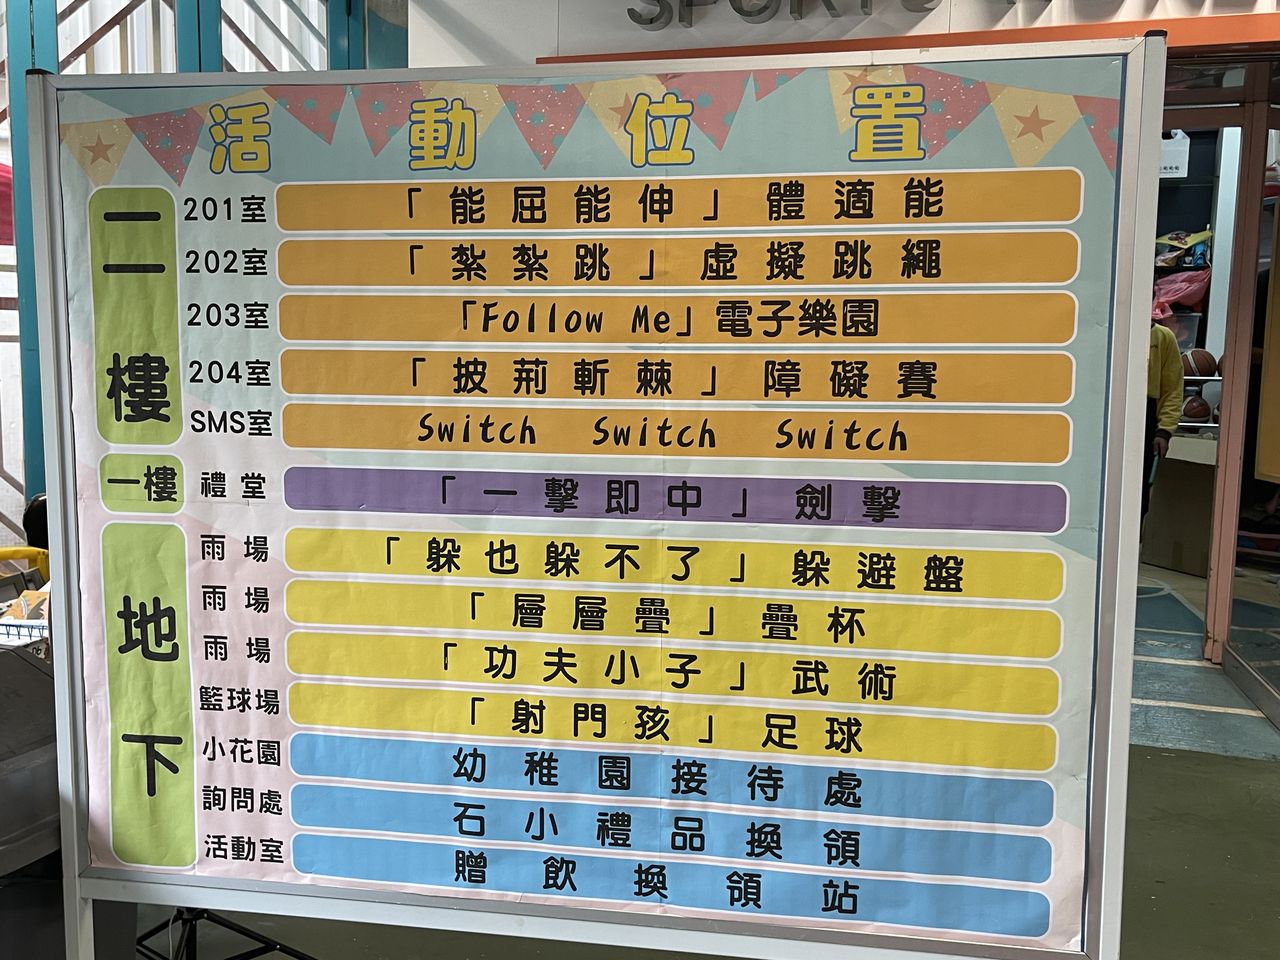 SPORTS
活動位置
二樓
201室 「能屈能伸」體適能
202室 「紮紮跳」虛擬跳繩
203室 「Follow Me」電子樂園
204室 「披荊斬棘」障礙賽
SMS室 Switch Switch Switch
一樓 禮堂 「一擊即中」劍擊
地下
雨場 「躲也躲不了」躲避盤
雨場 「層層疊」疊杯
雨場 「功夫小子」武術
籃球場 「射門孩」足球
小花園 幼稚園接待處
詢問處 石小禮品換領
活動室 贈飲換領站